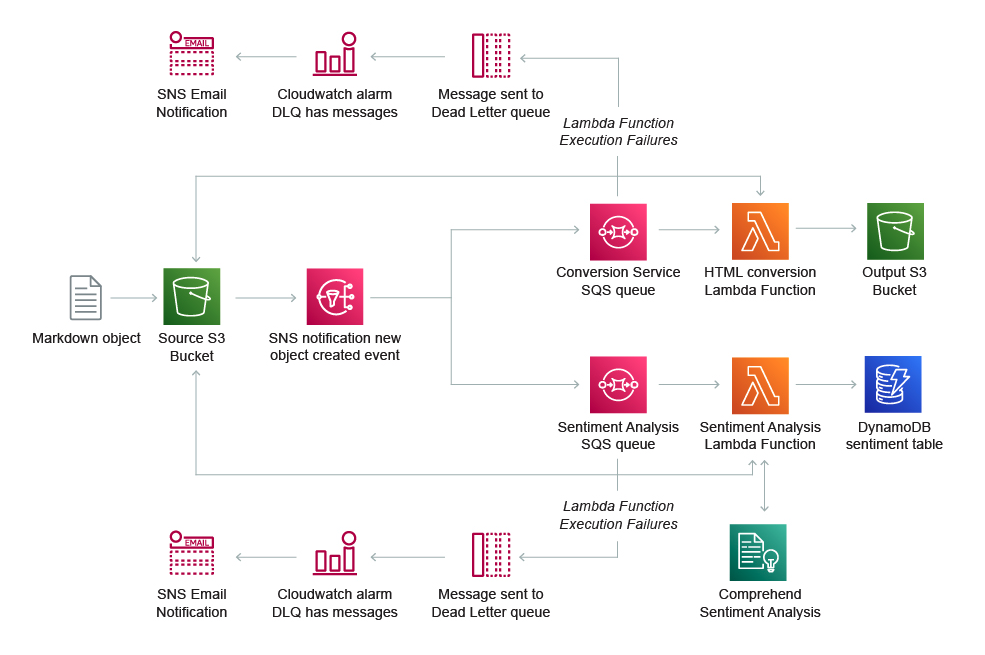 EMAIL
SNS Email
Notification
Cloudwatch alarm
DLQ has messages
Message sent to
Dead Letter queue
Lambda Function
Execution Failures
Conversion Service
SQS queue
HTML conversion
Lambda Function
Output S3
Bucket
Markdown object
Source S3
Bucket
SNS notification new
object created event
Sentiment Analysis
SQS queue
Sentiment Analysis
Lambda Function
DynamoDB
sentiment table
Lambda Function
Execution Failures
EMAIL
SNS Email
Notification
Cloudwatch alarm
DLQ has messages
Message sent to
Dead Letter queue
Comprehend
Sentiment Analysis